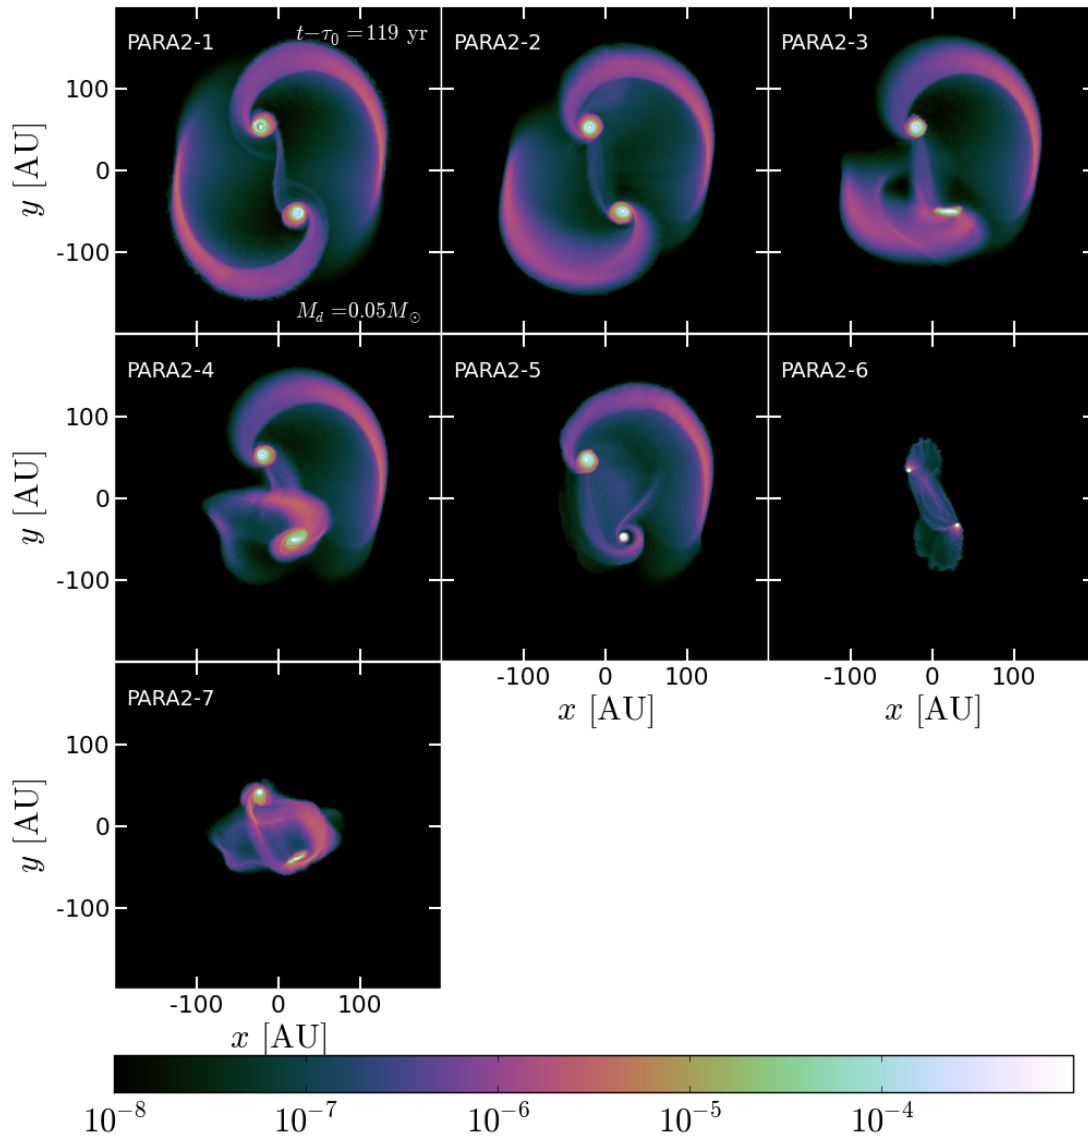 PARA2-1
t−τ₀ = 119 yr
M_d = 0.05M_⊙
PARA2-2
PARA2-3
100
0
-100
y [AU]
PARA2-4
PARA2-5
PARA2-6
100
0
-100
y [AU]
-100 0 100
x [AU]
-100 0 100
x [AU]
PARA2-7
100
0
-100
y [AU]
-100 0 100
x [AU]
10⁻⁸ 10⁻⁷ 10⁻⁶ 10⁻⁵ 10⁻⁴